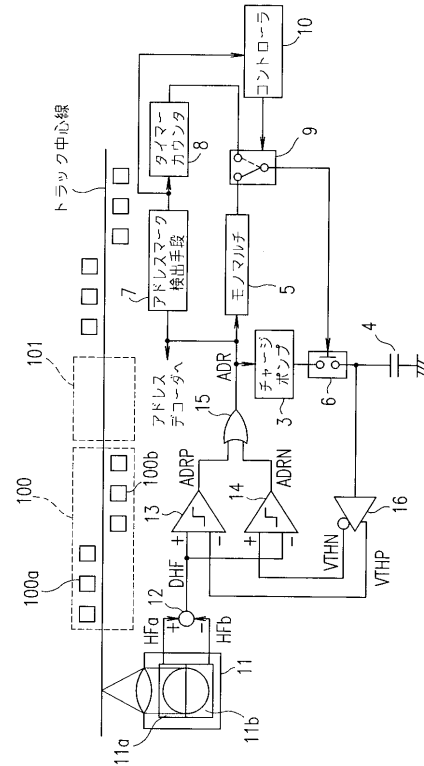 トラック中心線
100
101
100a
100b
コントローラ
10
タイマー
カウンタ
8
アドレスマーク
検出手段
7
9
モノマルチ
5
アドレス
デコーダへ
ADR
15
チャージ
ポンプ
3
6
4
ADRP
ADRN
13
14
+
-
+
-
DHF
12
HFa
+
-
HFb
VTHN
VTHP
16
11
11a
11b